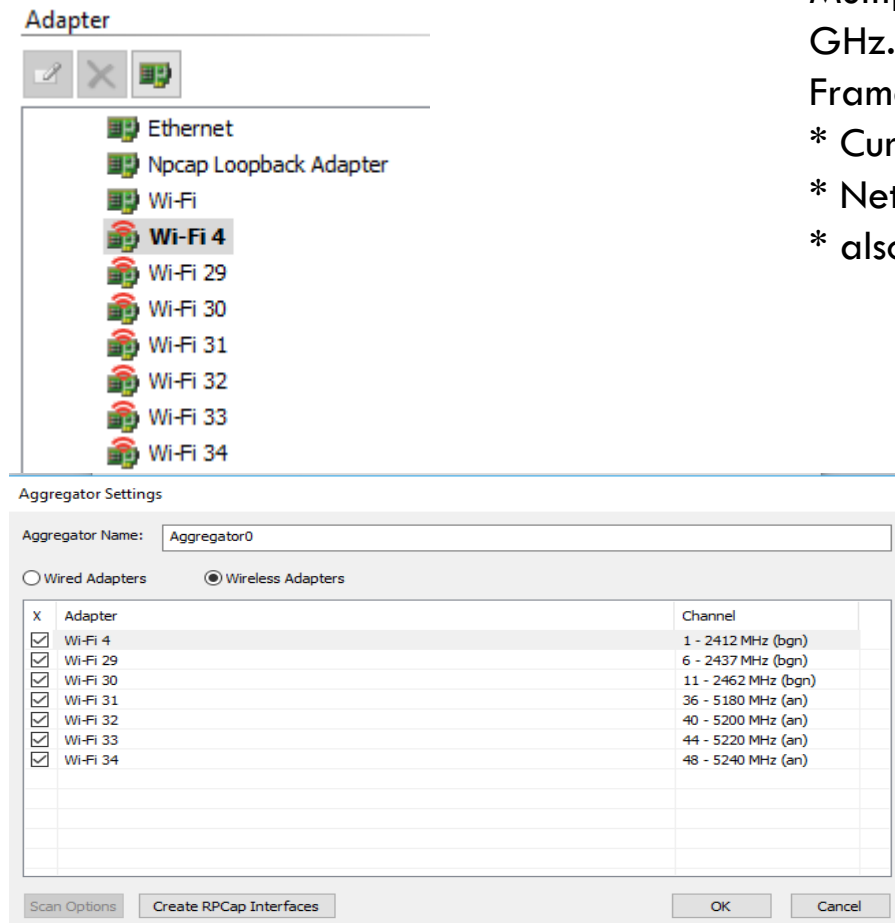 Adapter
Ethernet
Npcap Loopback Adapter
Wi-Fi
Wi-Fi 4
Wi-Fi 29
Wi-Fi 30
Wi-Fi 31
Wi-Fi 32
Wi-Fi 33
Wi-Fi 34
GHz.
* also
Aggregator Settings
Aggregator Name: Aggregator0
Wired Adapters Wireless Adapters
X Adapter Channel
Wi-Fi 4 1 - 2412 MHz (bgn)
Wi-Fi 29 6 - 2437 MHz (bgn)
Wi-Fi 30 11 - 2462 MHz (bgn)
Wi-Fi 31 36 - 5180 MHz (an)
Wi-Fi 32 40 - 5200 MHz (an)
Wi-Fi 33 44 - 5220 MHz (an)
Wi-Fi 34 48 - 5240 MHz (an)
Scan Options Create RPCap Interfaces OK Cancel